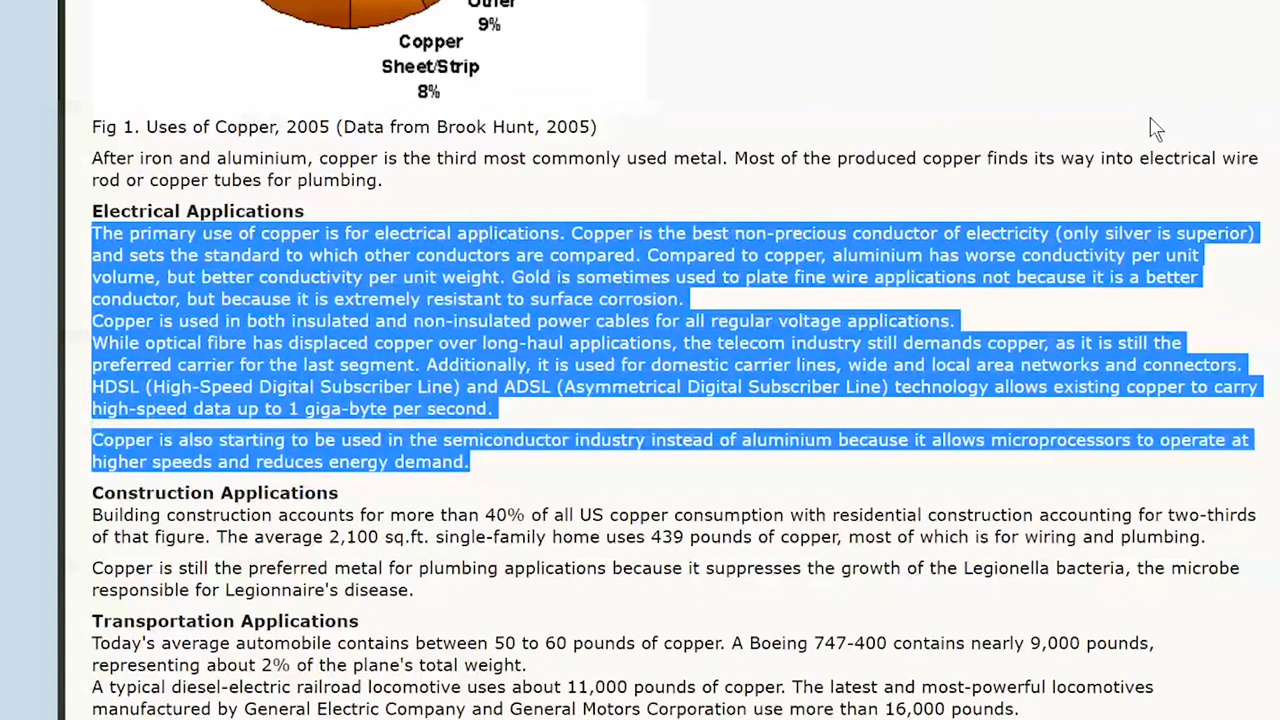 Other
9%
Copper
Sheet/Strip
8%
Fig 1. Uses of Copper, 2005 (Data from Brook Hunt, 2005)
After iron and aluminium, copper is the third most commonly used metal. Most of the produced copper finds its way into electrical wire
rod or copper tubes for plumbing.
Electrical Applications
The primary use of copper is for electrical applications. Copper is the best non-precious conductor of electricity (only silver is superior)
and sets the standard to which other conductors are compared. Compared to copper, aluminium has worse conductivity per unit
volume, but better conductivity per unit weight. Gold is sometimes used to plate fine wire applications not because it is a better
conductor, but because it is extremely resistant to surface corrosion.
Copper is used in both insulated and non-insulated power cables for all regular voltage applications.
While optical fibre has displaced copper over long-haul applications, the telecom industry still demands copper, as it is still the
preferred carrier for the last segment. Additionally, it is used for domestic carrier lines, wide and local area networks and connectors.
HDSL (High-Speed Digital Subscriber Line) and ADSL (Asymmetrical Digital Subscriber Line) technology allows existing copper to carry
high-speed data up to 1 giga-byte per second.
Copper is also starting to be used in the semiconductor industry instead of aluminium because it allows microprocessors to operate at
higher speeds and reduces energy demand.
Construction Applications
Building construction accounts for more than 40% of all US copper consumption with residential construction accounting for two-thirds
of that figure. The average 2,100 sq.ft. single-family home uses 439 pounds of copper, most of which is for wiring and plumbing.
Copper is still the preferred metal for plumbing applications because it suppresses the growth of the Legionella bacteria, the microbe
responsible for Legionnaire's disease.
Transportation Applications
Today's average automobile contains between 50 to 60 pounds of copper. A Boeing 747-400 contains nearly 9,000 pounds,
representing about 2% of the plane's total weight.
A typical diesel-electric railroad locomotive uses about 11,000 pounds of copper. The latest and most-powerful locomotives
manufactured by General Electric Company and General Motors Corporation use more than 16,000 pounds.